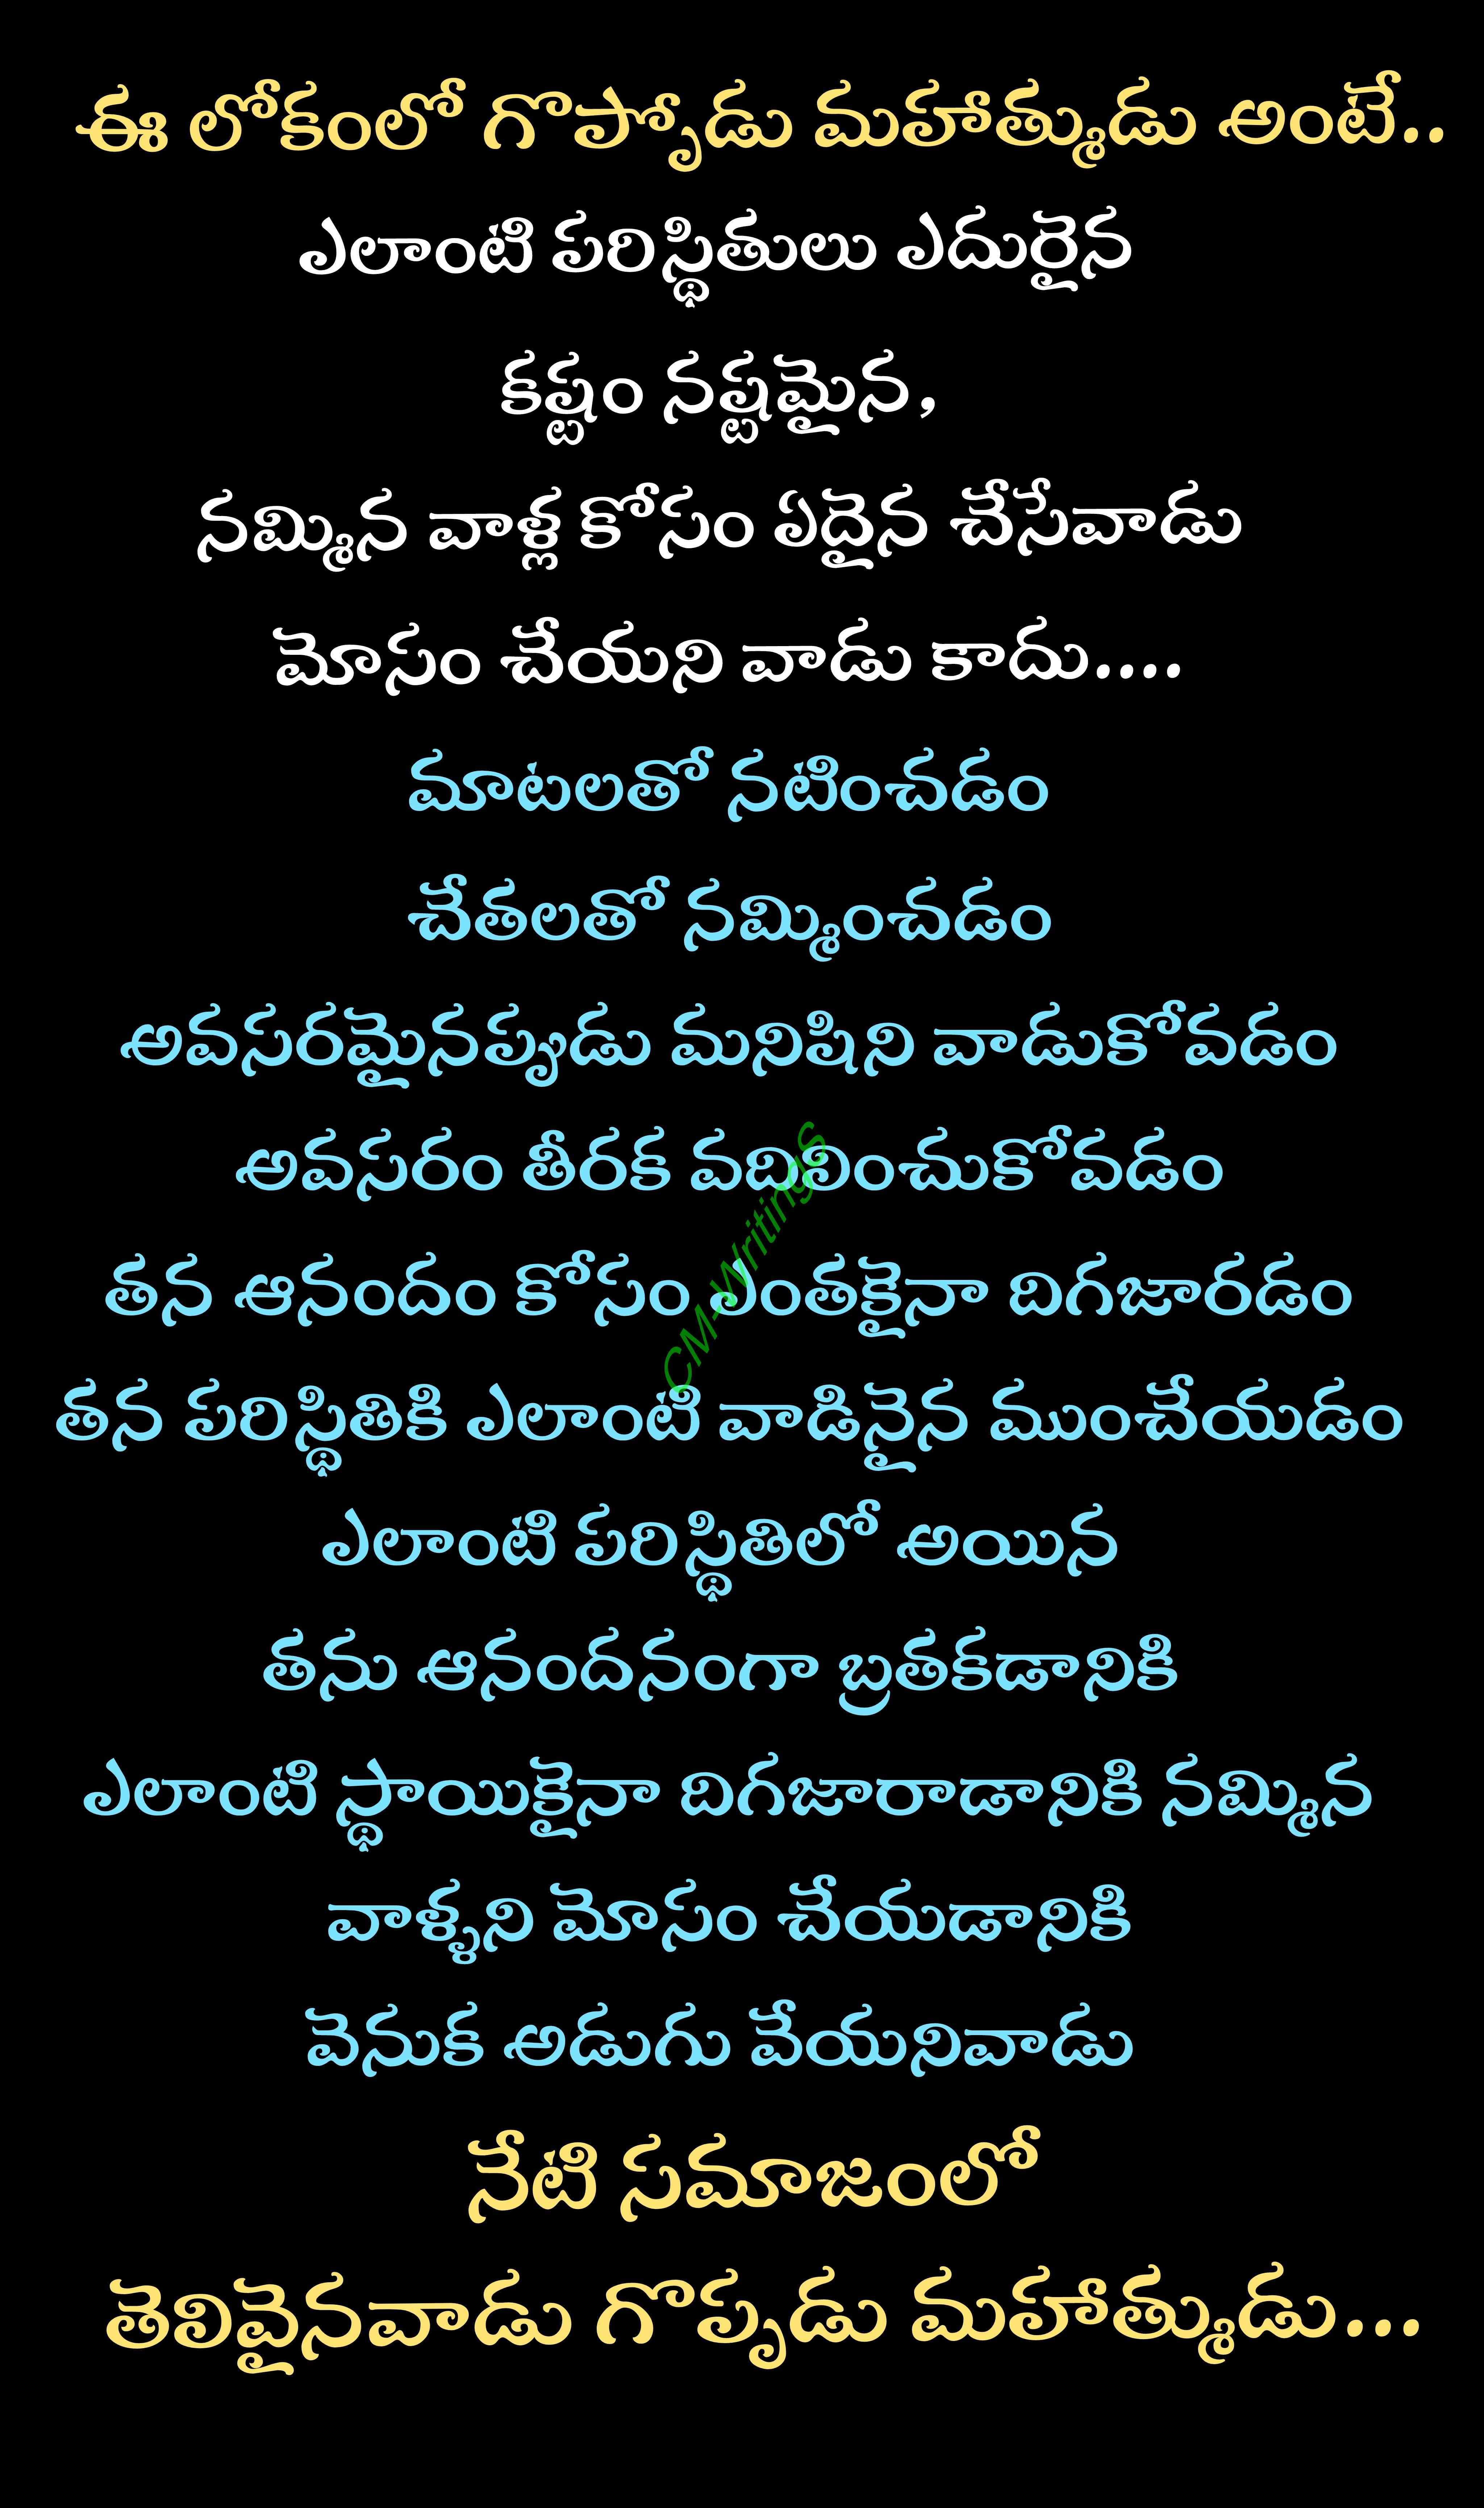 ఈ లోకంలో గొప్పోడు మహాత్ముడు అంటే..
ఎలాంటి పరిస్థితులు ఎదురైన
కష్టం నష్టమైన,
నమ్మిన వాళ్ల కోసం ఏదైన చేసేవాడు
మోసం చేయని వాడు కాదు....
మాటలతో నటించడం
చేతలతో నమ్మించడం
అవసరమైనప్పుడు మనిషిని వాడుకోవడం
అవసరం తీరక వదిలించుకోవడం
తన ఆనందం కోసం ఎంతకైనా దిగజారడం
తన పరిస్థితికి ఎలాంటి వాడినైన ముంచేయడం
ఎలాంటి పరిస్థితిలో అయిన
తను ఆనందనంగా బ్రతకడానికి
ఎలాంటి స్థాయికైనా దిగజారాడానికి నమ్మిన
వాళ్ళని మోసం చేయడానికి
వెనుక అడుగు వేయనివాడు
నేటి సమాజంలో
తెలివైనవాడు గొప్పడు మహాత్ముడు...
CMWritings